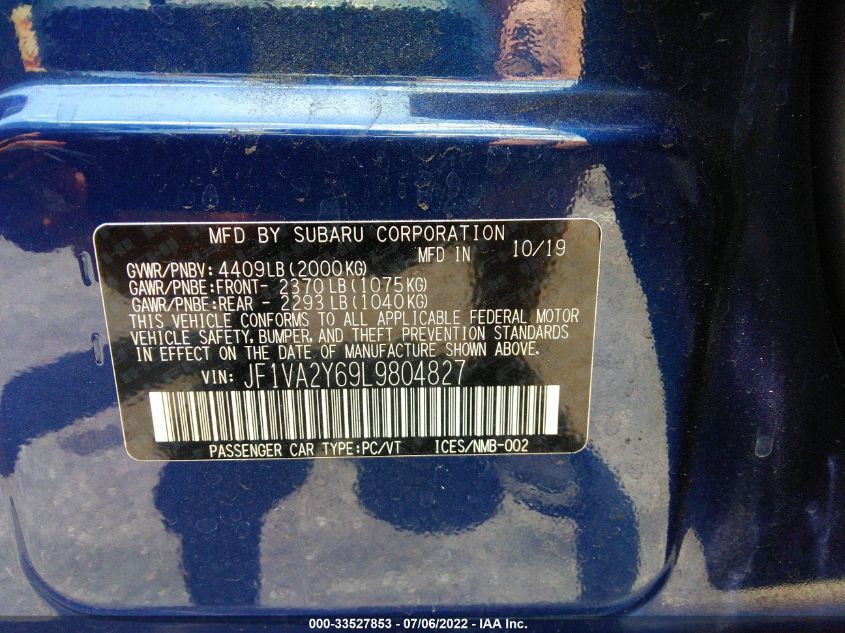 MFD BY SUBARU CORPORATION
MFD IN 10/19
GVWR/PNBV: 4409LB(2000KG)
GAWR/PNBE:FRONT- 2370LB(1075KG)
GAWR/PNBE:REAR - 2293LB(1040KG)
THIS VEHICLE CONFORMS TO ALL APPLICABLE FEDERAL MOTOR
VEHICLE SAFETY, BUMPER, AND THEFT PREVENTION STANDARDS
IN EFFECT ON THE DATE OF MANUFACTURE SHOWN ABOVE.
VIN: JF1VA2Y69L9804827
PASSENGER CAR TYPE:PC/VT ICES/NMB-002
000-33527853 - 07/06/2022 - IAA Inc.